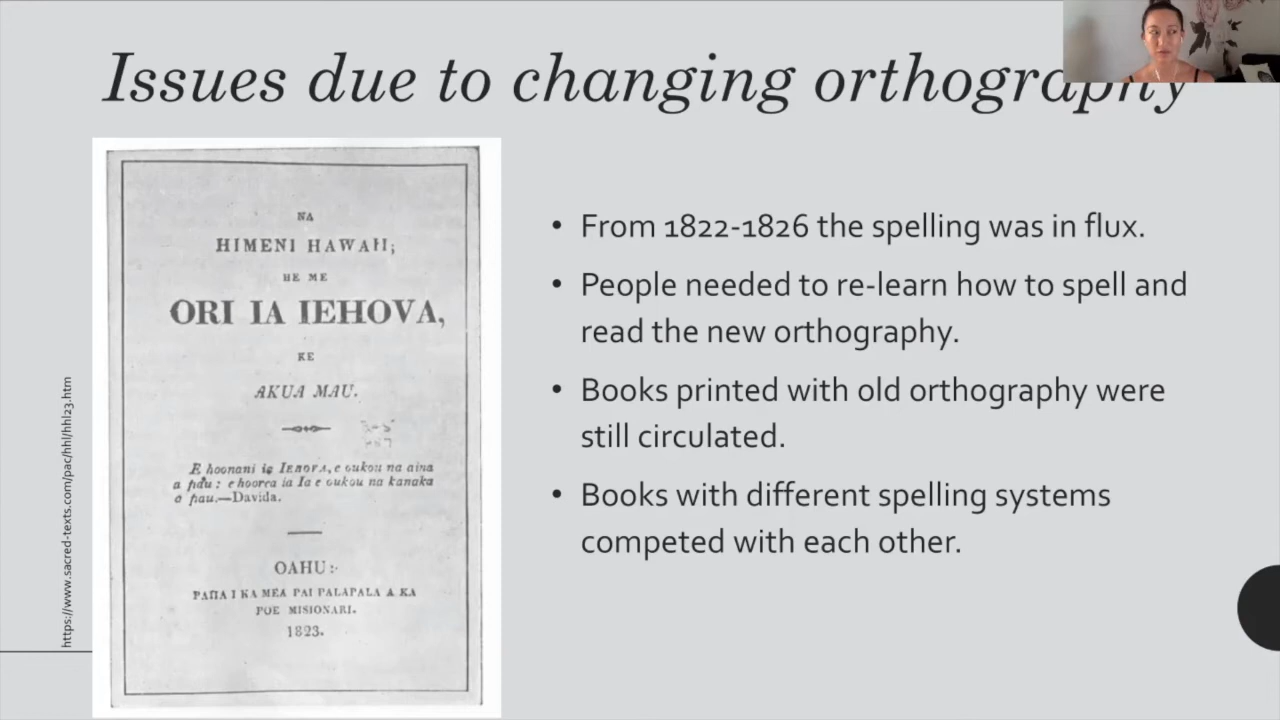 Issues due to changing orthography
NA
HIMENI HAWAII;
HE ME
ORI IA IEHOVA,
KE
AKUA MAU.
E hoonani ia IEHOVA, e oukou na aina
a pau: e hoorea ia Ia e oukou na kanaka
a pau.—Davida.
OAHU:
PAIIA I KA MEA PAI PALAPALA A KA
POE MISIONARI.
1823.
https://www.sacred-texts.com/pac/hhl/hhl23.htm
• From 1822-1826 the spelling was in flux.
• People needed to re-learn how to spell and
read the new orthography.
• Books printed with old orthography were
still circulated.
• Books with different spelling systems
competed with each other.